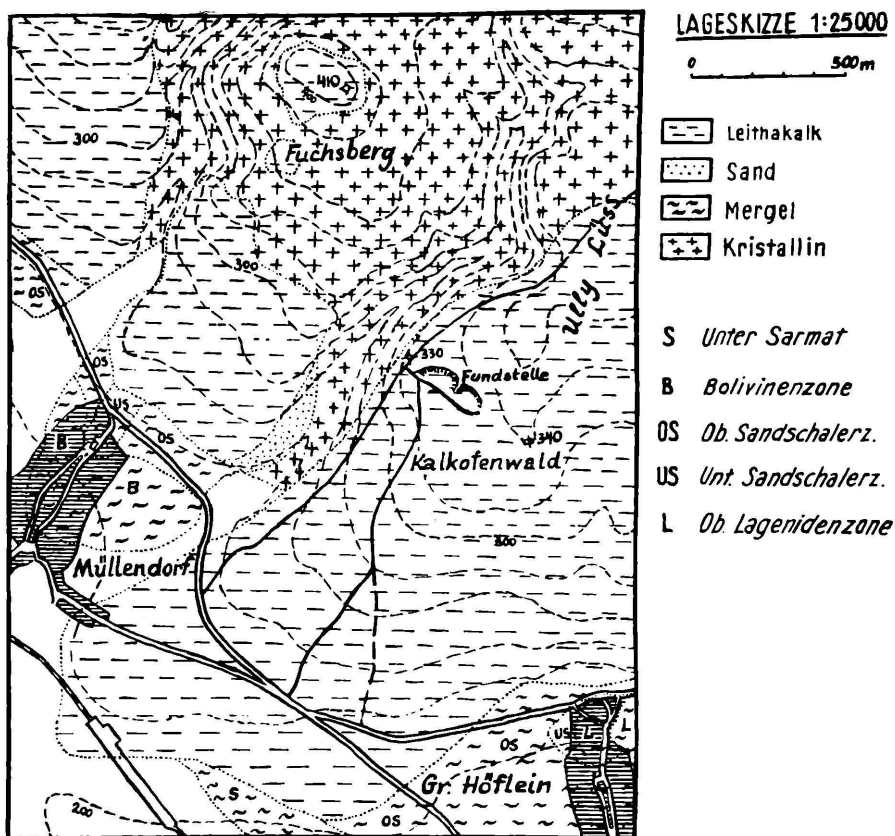 LAGESKIZZE 1:25000
0 500m
Leithakalk
Sand
Mergel
Kristallin
S Unter Sarmat
B Bolivinenzone
OS Ob. Sandschalerz.
US Unt. Sandschalerz.
L Ob. Lagenidenzone
410
300
Fuchsberg
Ully Lüss
300
OS
330
Fundstelle
OS
US
OS
340
B
Kalkofenwald
B
300
Müllendorf
OS
US
L
L
Gr. Höflein
S
200
OS